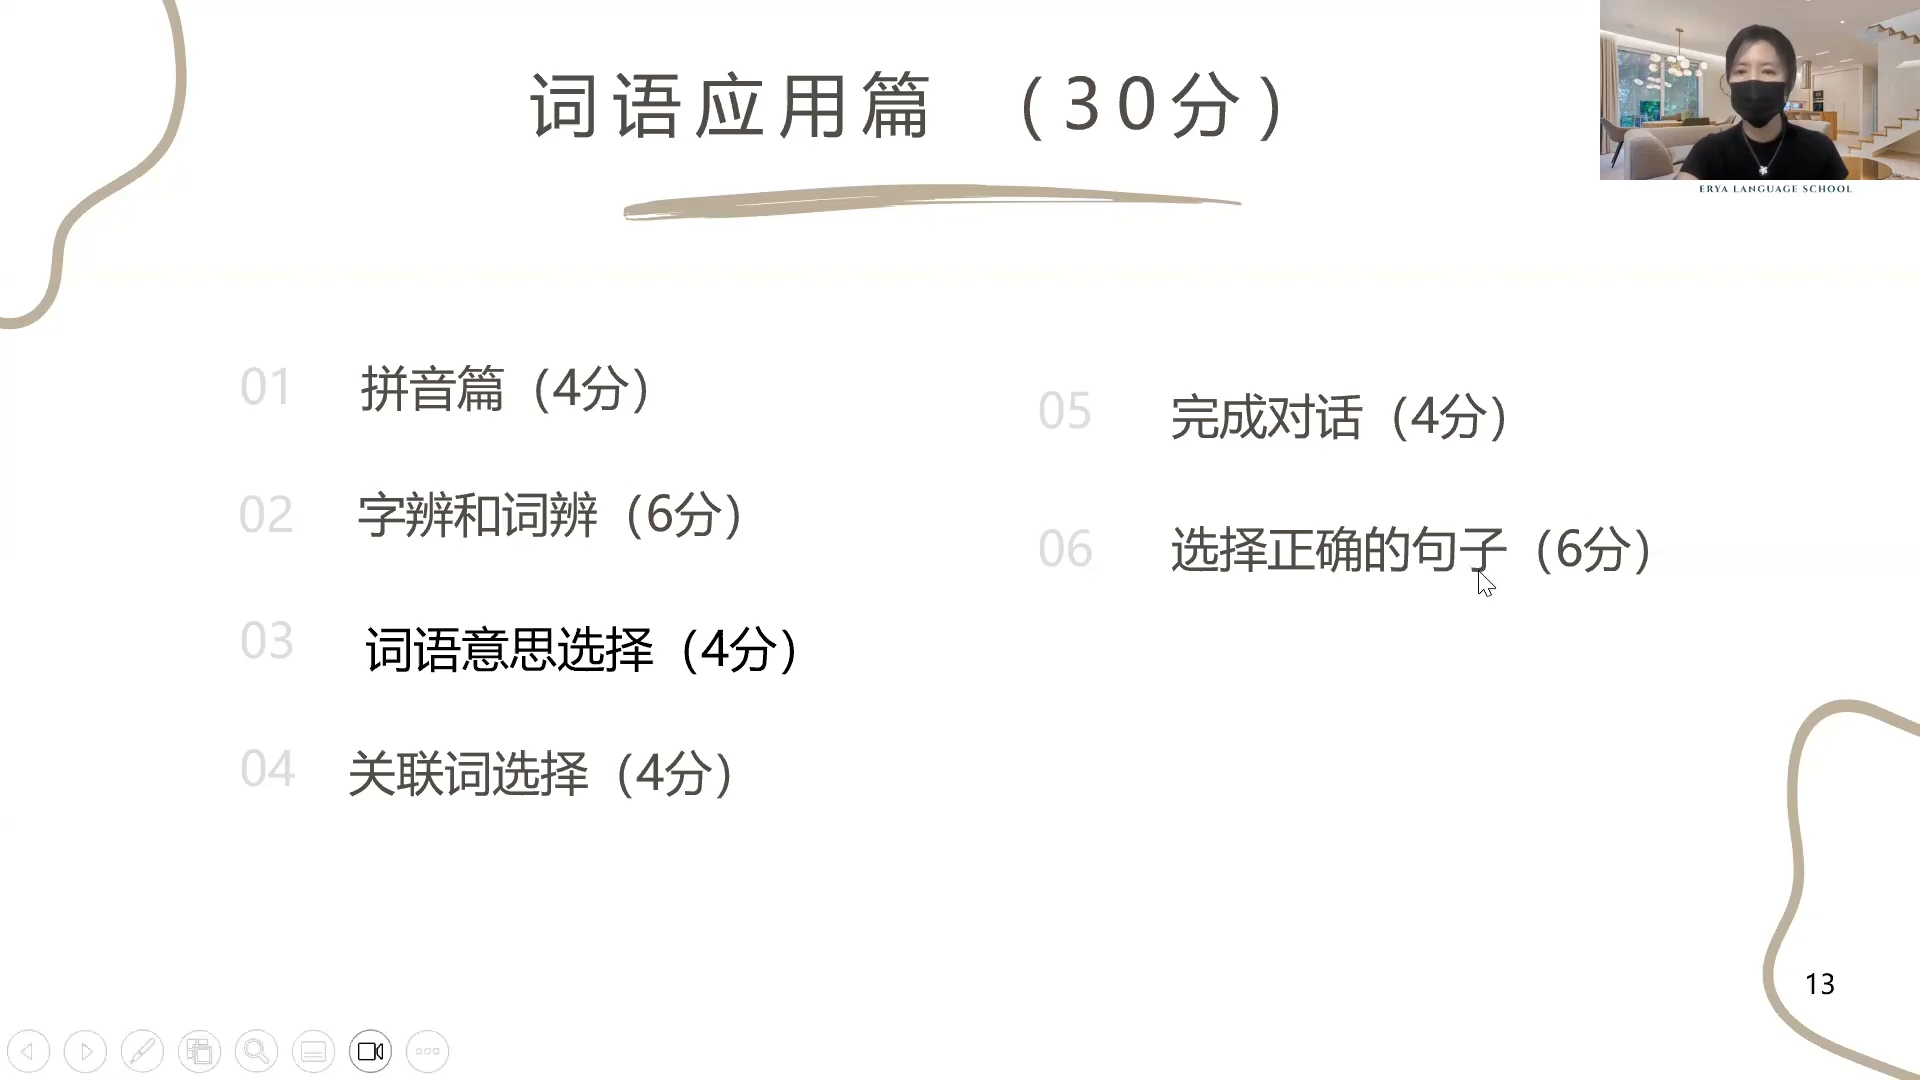 词语应用篇 （30分）
ERYA LANGUAGE SCHOOL
01 拼音篇（4分）
02 字辨和词辨（6分）
03 词语意思选择（4分）
04 关联词选择（4分）
05 完成对话（4分）
06 选择正确的句子（6分）
13